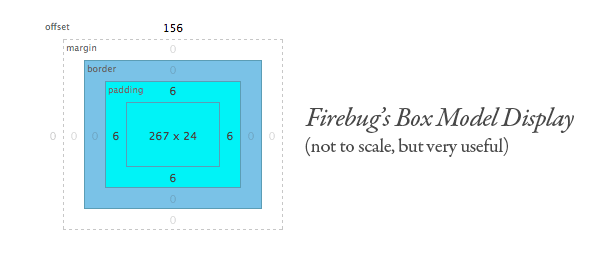 offset 156
margin 0
border 0
padding 6
0 0 0 6 267 x 24 6 0 0
6
0
0
Firebug’s Box Model Display
(not to scale, but very useful)